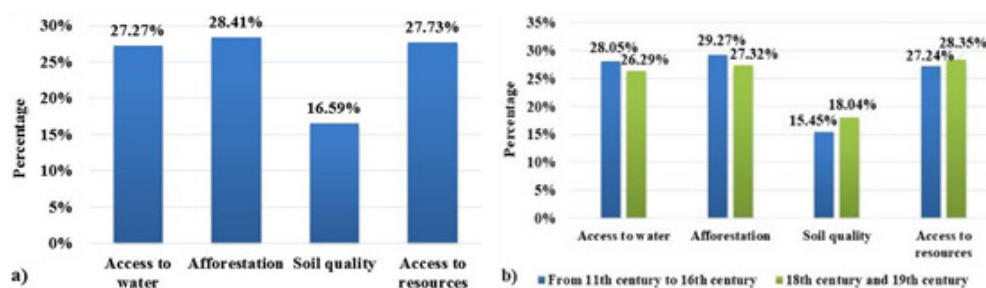 30%
25%
20%
15%
10%
5%
0%
Percentage
27.27%
28.41%
16.59%
27.73%
Access to
water
Afforestation
Soil quality
Access to
resources
a)
35%
30%
25%
20%
15%
10%
5%
0%
Percentage
28.05%
26.29%
29.27%
27.32%
15.45%
18.04%
27.24%
28.35%
Access to water
Afforestation
Soil quality
Access to
resources
b)
From 11th century to 16th century
18th century and 19th century